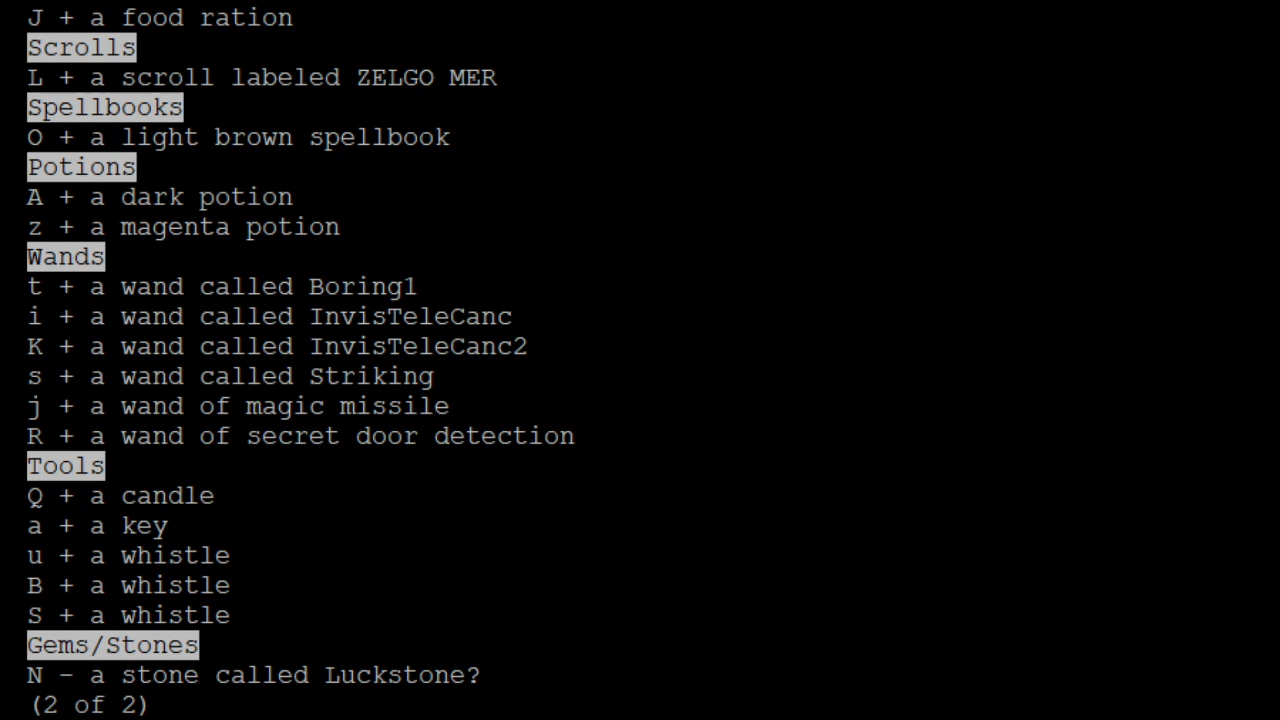 J + a food ration
Scrolls
L + a scroll labeled ZELGO MER
Spellbooks
O + a light brown spellbook
Potions
A + a dark potion
z + a magenta potion
Wands
t + a wand called Boring1
i + a wand called InvisTeleCanc
K + a wand called InvisTeleCanc2
s + a wand called Striking
j + a wand of magic missile
R + a wand of secret door detection
Tools
Q + a candle
a + a key
u + a whistle
B + a whistle
S + a whistle
Gems/Stones
N - a stone called Luckstone?
(2 of 2)